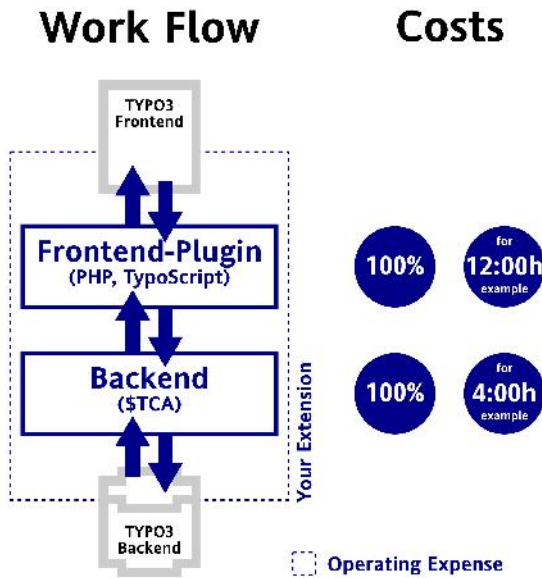 Work Flow
Costs
TYPO3
Frontend
Frontend-Plugin
(PHP, TypoScript)
100%
for
12:00h
example
Backend
($TCA)
100%
for
4:00h
example
Your Extension
TYPO3
Backend
Operating Expense